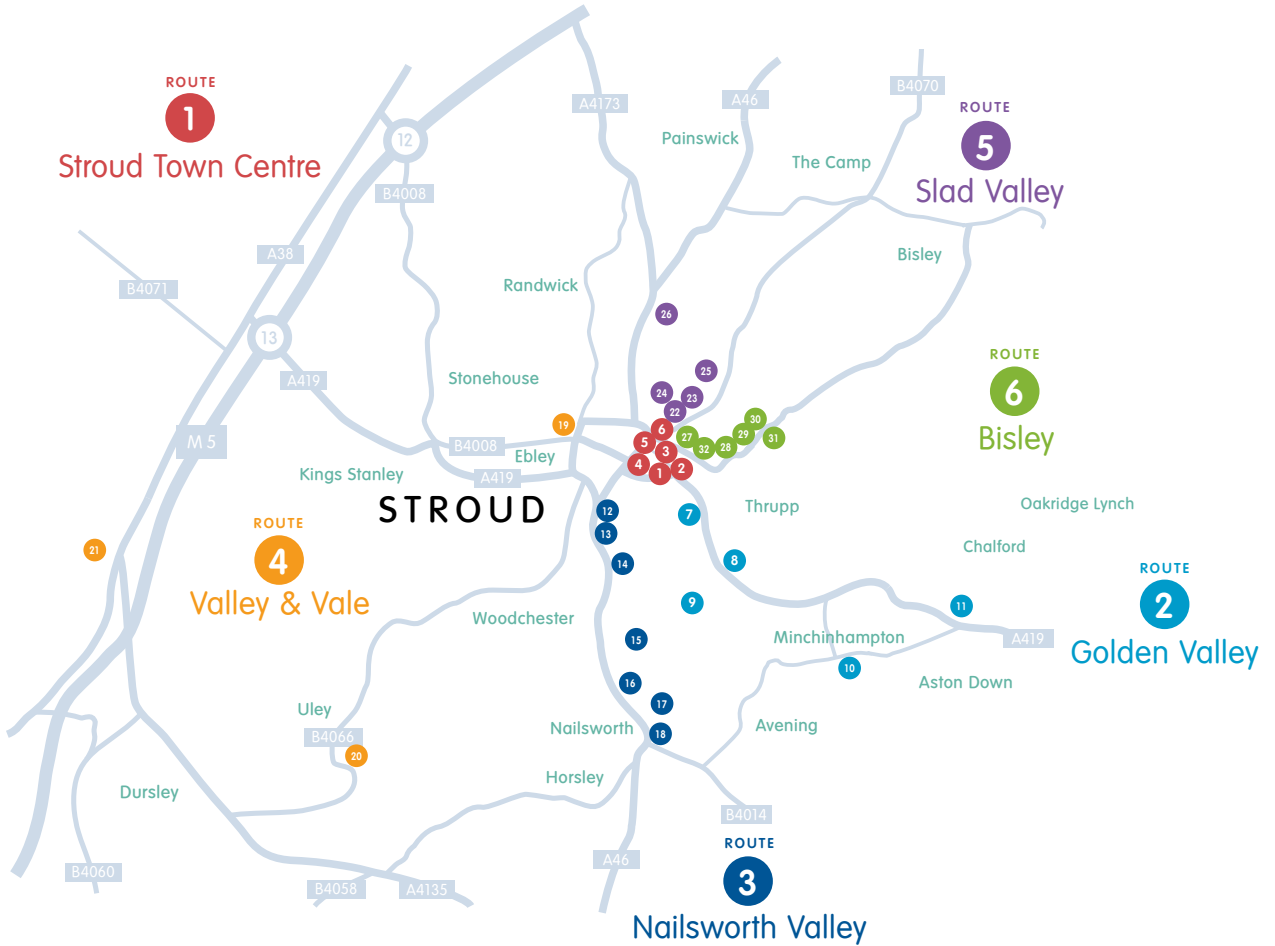 ROUTE
1
Stroud Town Centre
ROUTE
5
Slad Valley
ROUTE
6
Bisley
ROUTE
4
Valley & Vale
ROUTE
2
Golden Valley
ROUTE
3
Nailsworth Valley
STROUD
12
13
A4173
A46
B4070
B4008
A38
B4071
A419
M 5
B4008
A419
A419
B4066
B4014
A46
B4060
B4058
A4135
Painswick
The Camp
Bisley
Randwick
Stonehouse
Ebley
Kings Stanley
Thrupp
Oakridge Lynch
Chalford
Woodchester
Minchinhampton
Aston Down
Uley
Nailsworth
Avening
Horsley
Dursley
26
25
24
23
22
19
6
5
3
4
1
2
27
32
28
29
30
31
12
13
14
7
8
9
11
10
15
16
17
18
21
20